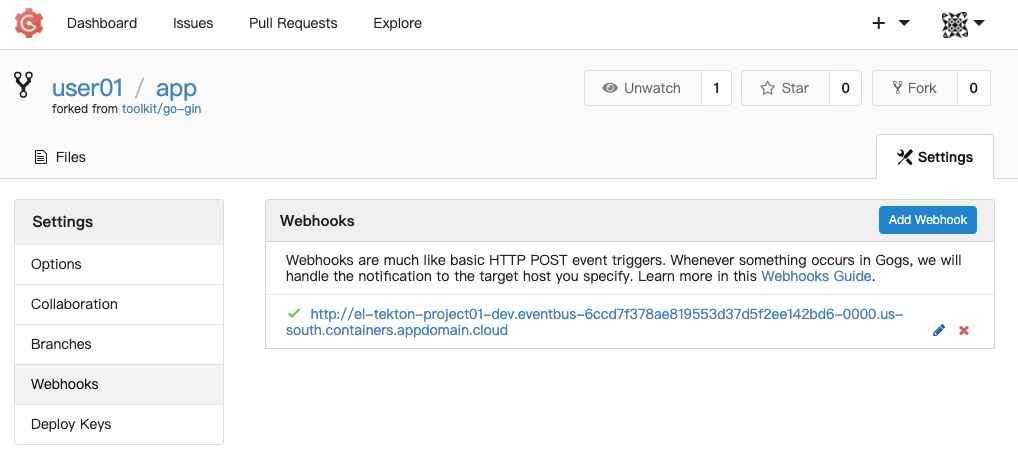 Dashboard Issues Pull Requests Explore +
user01 / app
Unwatch 1 Star 0 Fork 0
forked from toolkit/go-gin
Files
Settings
Settings
Options
Collaboration
Branches
Webhooks
Deploy Keys
Webhooks
Add Webhook
Webhooks are much like basic HTTP POST event triggers. Whenever something occurs in Gogs, we will
handle the notification to the target host you specify. Learn more in this Webhooks Guide.
http://el-tekton-project01-dev.eventbus-6ccd7f378ae819553d37d5f2ee142bd6-0000.us-
south.containers.appdomain.cloud